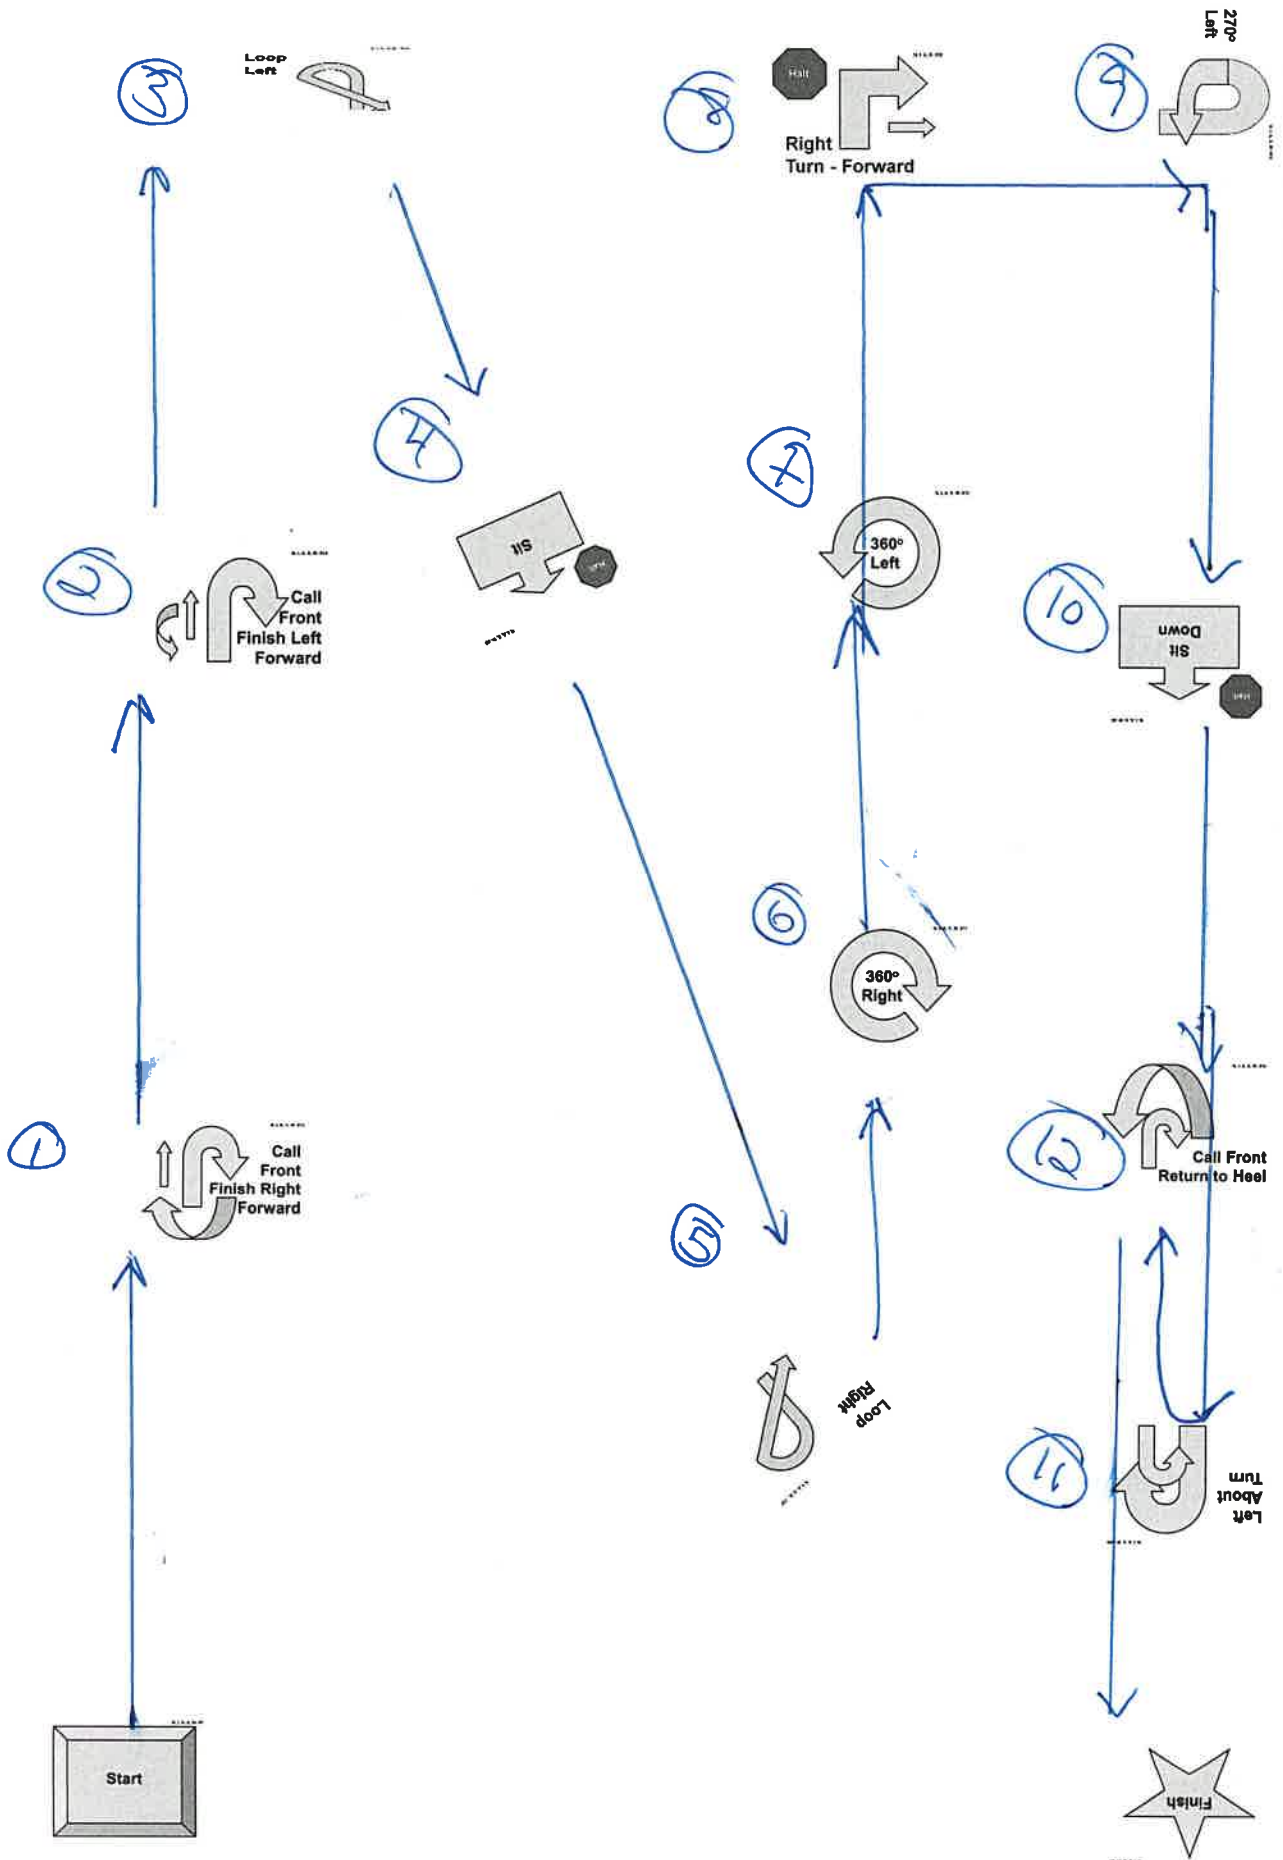 3
Loop
Left
Halt
8
Right
Turn - Forward
9
270°
Left
4
Sit
Halt
7
360°
Left
2
Call
Front
Finish Left
Forward
10
Sit
Down
Halt
6
360°
Right
1
Call
Front
Finish Right
Forward
12
Call Front
Return to Heel
5
Loop
Right
11
Left
About
Turn
Start
Finish